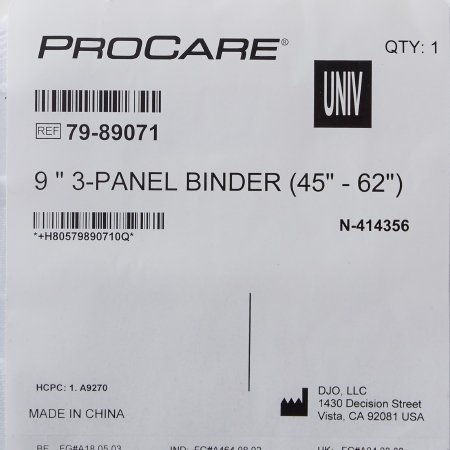 PROCARE®
QTY: 1
UNIV
REF 79-89071
9 " 3-PANEL BINDER (45" - 62")
*+H80579890710Q*
N-414356
HCPC: 1. A9270
DJO, LLC
1430 Decision Street
Vista, CA 92081 USA
MADE IN CHINA